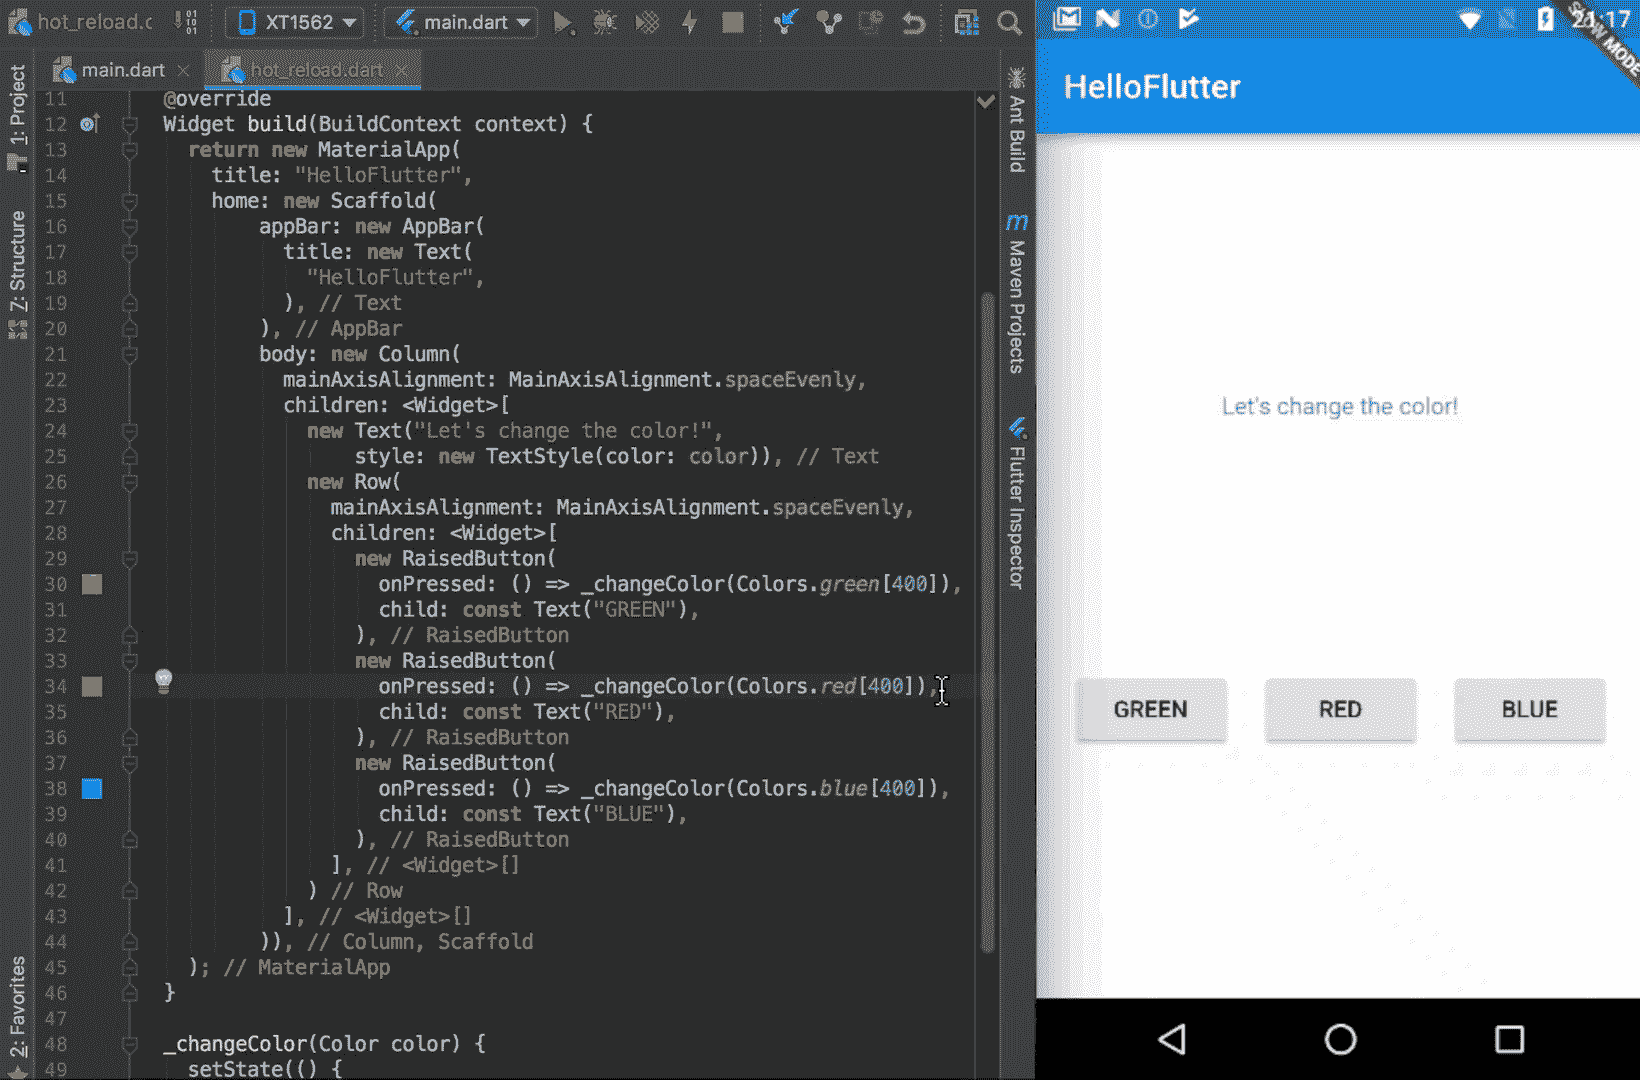 hot_reload.c
XT1562
main.dart
main.dart
hot_reload.dart
1: Project
Z: Structure
2: Favorites
11 @override
12 Widget build(BuildContext context) {
13 return new MaterialApp(
14 title: "HelloFlutter",
15 home: new Scaffold(
16 appBar: new AppBar(
17 title: new Text(
18 "HelloFlutter",
19 ), // Text
20 ), // AppBar
21 body: new Column(
22 mainAxisAlignment: MainAxisAlignment.spaceEvenly,
23 children: <Widget>[
24 new Text("Let's change the color!",
25 style: new TextStyle(color: color)), // Text
26 new Row(
27 mainAxisAlignment: MainAxisAlignment.spaceEvenly,
28 children: <Widget>[
29 new RaisedButton(
30 onPressed: () => _changeColor(Colors.green[400]),
31 child: const Text("GREEN"),
32 ), // RaisedButton
33 new RaisedButton(
34 onPressed: () => _changeColor(Colors.red[400]),
35 child: const Text("RED"),
36 ), // RaisedButton
37 new RaisedButton(
38 onPressed: () => _changeColor(Colors.blue[400]),
39 child: const Text("BLUE"),
40 ), // RaisedButton
41 ], // <Widget>[]
42 ) // Row
43 ], // <Widget>[]
44 )), // Column, Scaffold
45 ); // MaterialApp
46 }
47
48 _changeColor(Color color) {
49 setState(() {
Ant Build
Maven Projects
Flutter Inspector
21:17
SLOW MODE
HelloFlutter
Let's change the color!
GREEN
RED
BLUE